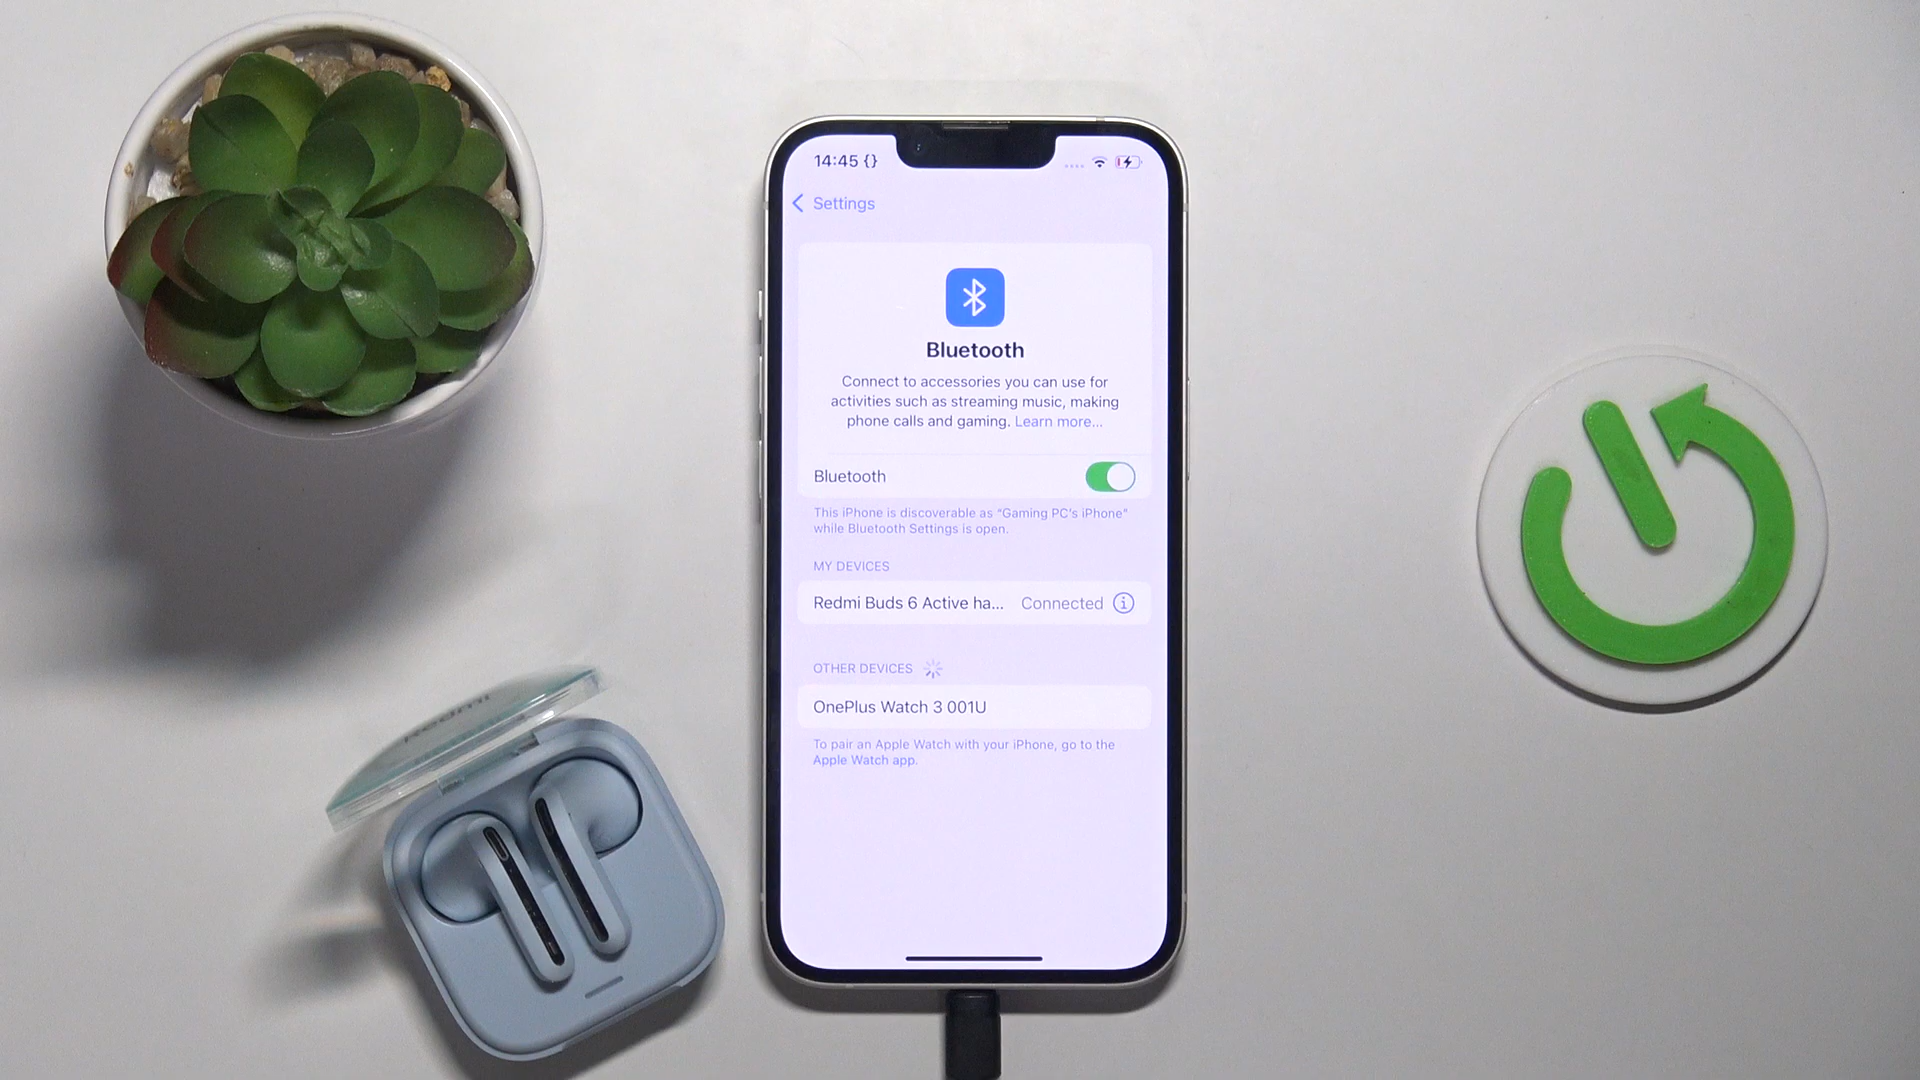 14:45 {}
Settings
Bluetooth
Connect to accessories you can use for
activities such as streaming music, making
phone calls and gaming. Learn more...
Bluetooth
This iPhone is discoverable as “Gaming PC’s iPhone”
while Bluetooth Settings is open.
MY DEVICES
Redmi Buds 6 Active ha... Connected
OTHER DEVICES
OnePlus Watch 3 001U
To pair an Apple Watch with your iPhone, go to the
Apple Watch app.
Redmi